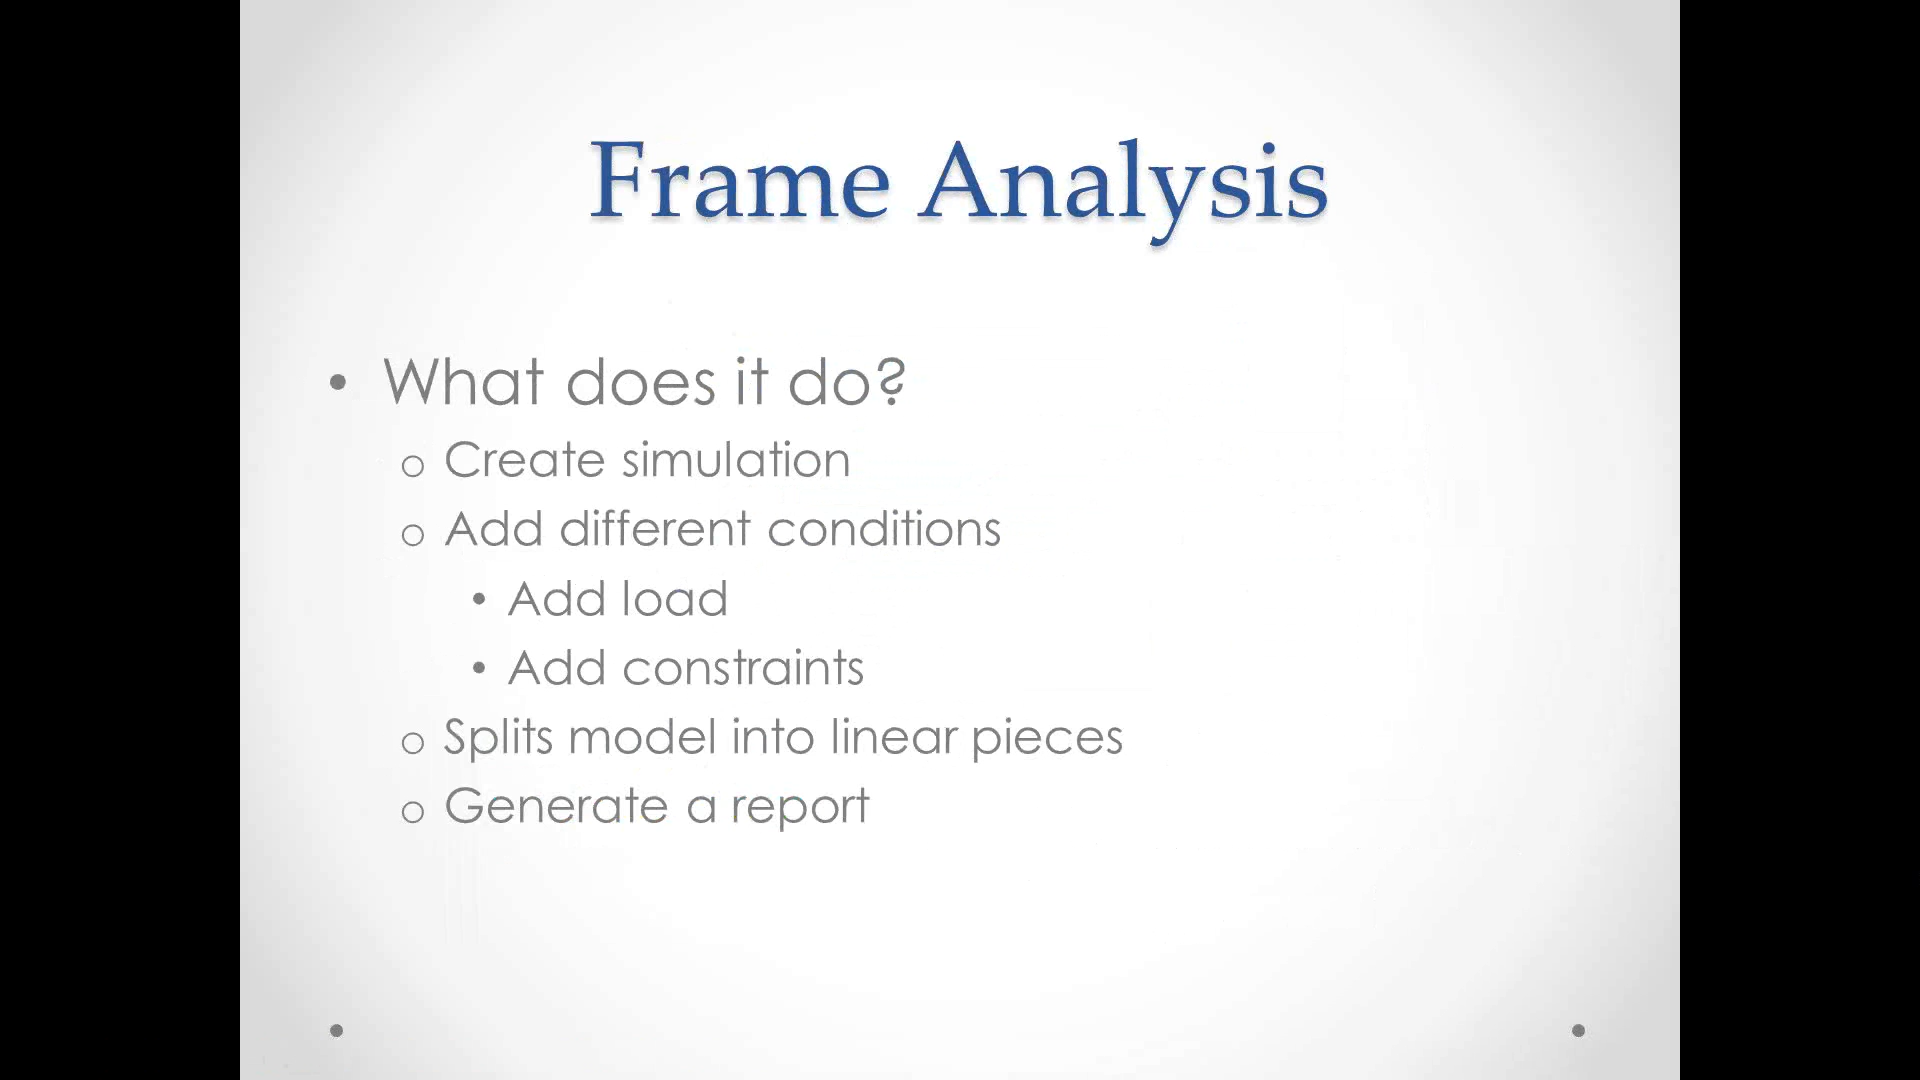 Frame Analysis
• What does it do?
o Create simulation
o Add different conditions
• Add load
• Add constraints
o Splits model into linear pieces
o Generate a report